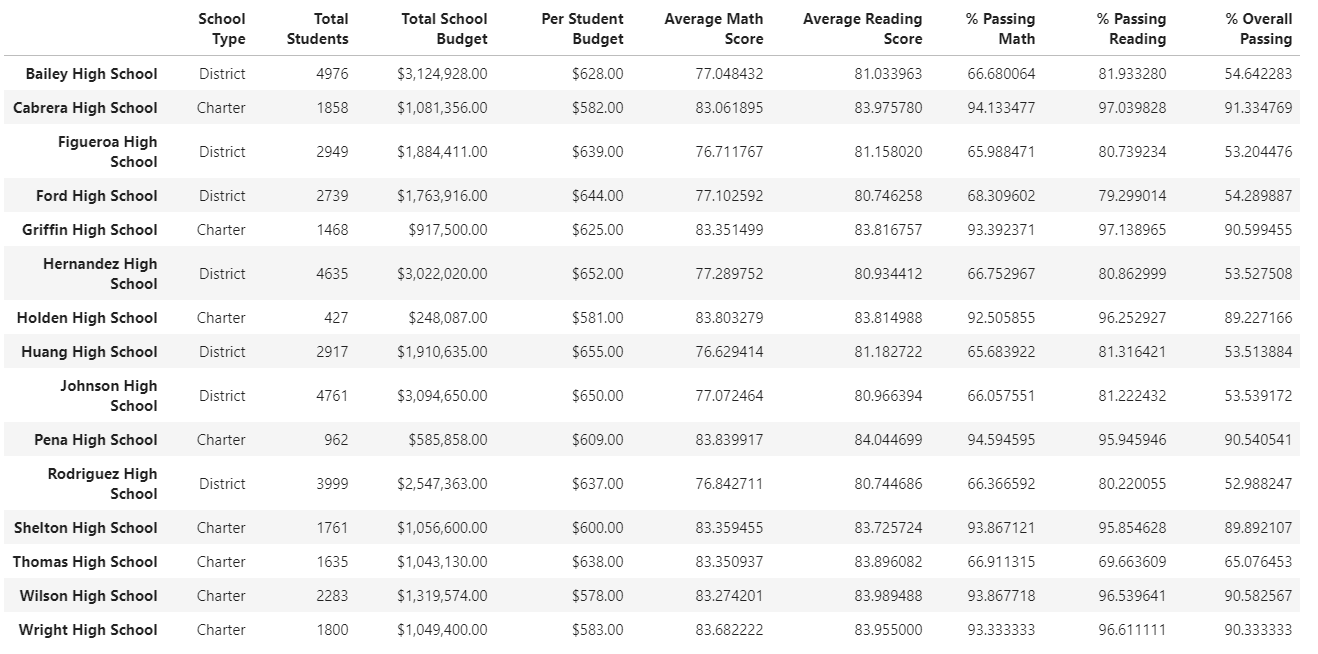 School Type Total Students Total School Budget Per Student Budget Average Math Score Average Reading Score % Passing Math % Passing Reading % Overall Passing
Bailey High School District 4976 $3,124,928.00 $628.00 77.048432 81.033963 66.680064 81.933280 54.642283
Cabrera High School Charter 1858 $1,081,356.00 $582.00 83.061895 83.975780 94.133477 97.039828 91.334769
Figueroa High School District 2949 $1,884,411.00 $639.00 76.711767 81.158020 65.988471 80.739234 53.204476
Ford High School District 2739 $1,763,916.00 $644.00 77.102592 80.746258 68.309602 79.299014 54.289887
Griffin High School Charter 1468 $917,500.00 $625.00 83.351499 83.816757 93.392371 97.138965 90.599455
Hernandez High School District 4635 $3,022,020.00 $652.00 77.289752 80.934412 66.752967 80.862999 53.527508
Holden High School Charter 427 $248,087.00 $581.00 83.803279 83.814988 92.505855 96.252927 89.227166
Huang High School District 2917 $1,910,635.00 $655.00 76.629414 81.182722 65.683922 81.316421 53.513884
Johnson High School District 4761 $3,094,650.00 $650.00 77.072464 80.966394 66.057551 81.222432 53.539172
Pena High School Charter 962 $585,858.00 $609.00 83.839917 84.044699 94.594595 95.945946 90.540541
Rodriguez High School District 3999 $2,547,363.00 $637.00 76.842711 80.744686 66.366592 80.220055 52.988247
Shelton High School Charter 1761 $1,056,600.00 $600.00 83.359455 83.725724 93.867121 95.854628 89.892107
Thomas High School Charter 1635 $1,043,130.00 $638.00 83.350937 83.896082 66.911315 69.663609 65.076453
Wilson High School Charter 2283 $1,319,574.00 $578.00 83.274201 83.989488 93.867718 96.539641 90.582567
Wright High School Charter 1800 $1,049,400.00 $583.00 83.682222 83.955000 93.333333 96.611111 90.333333